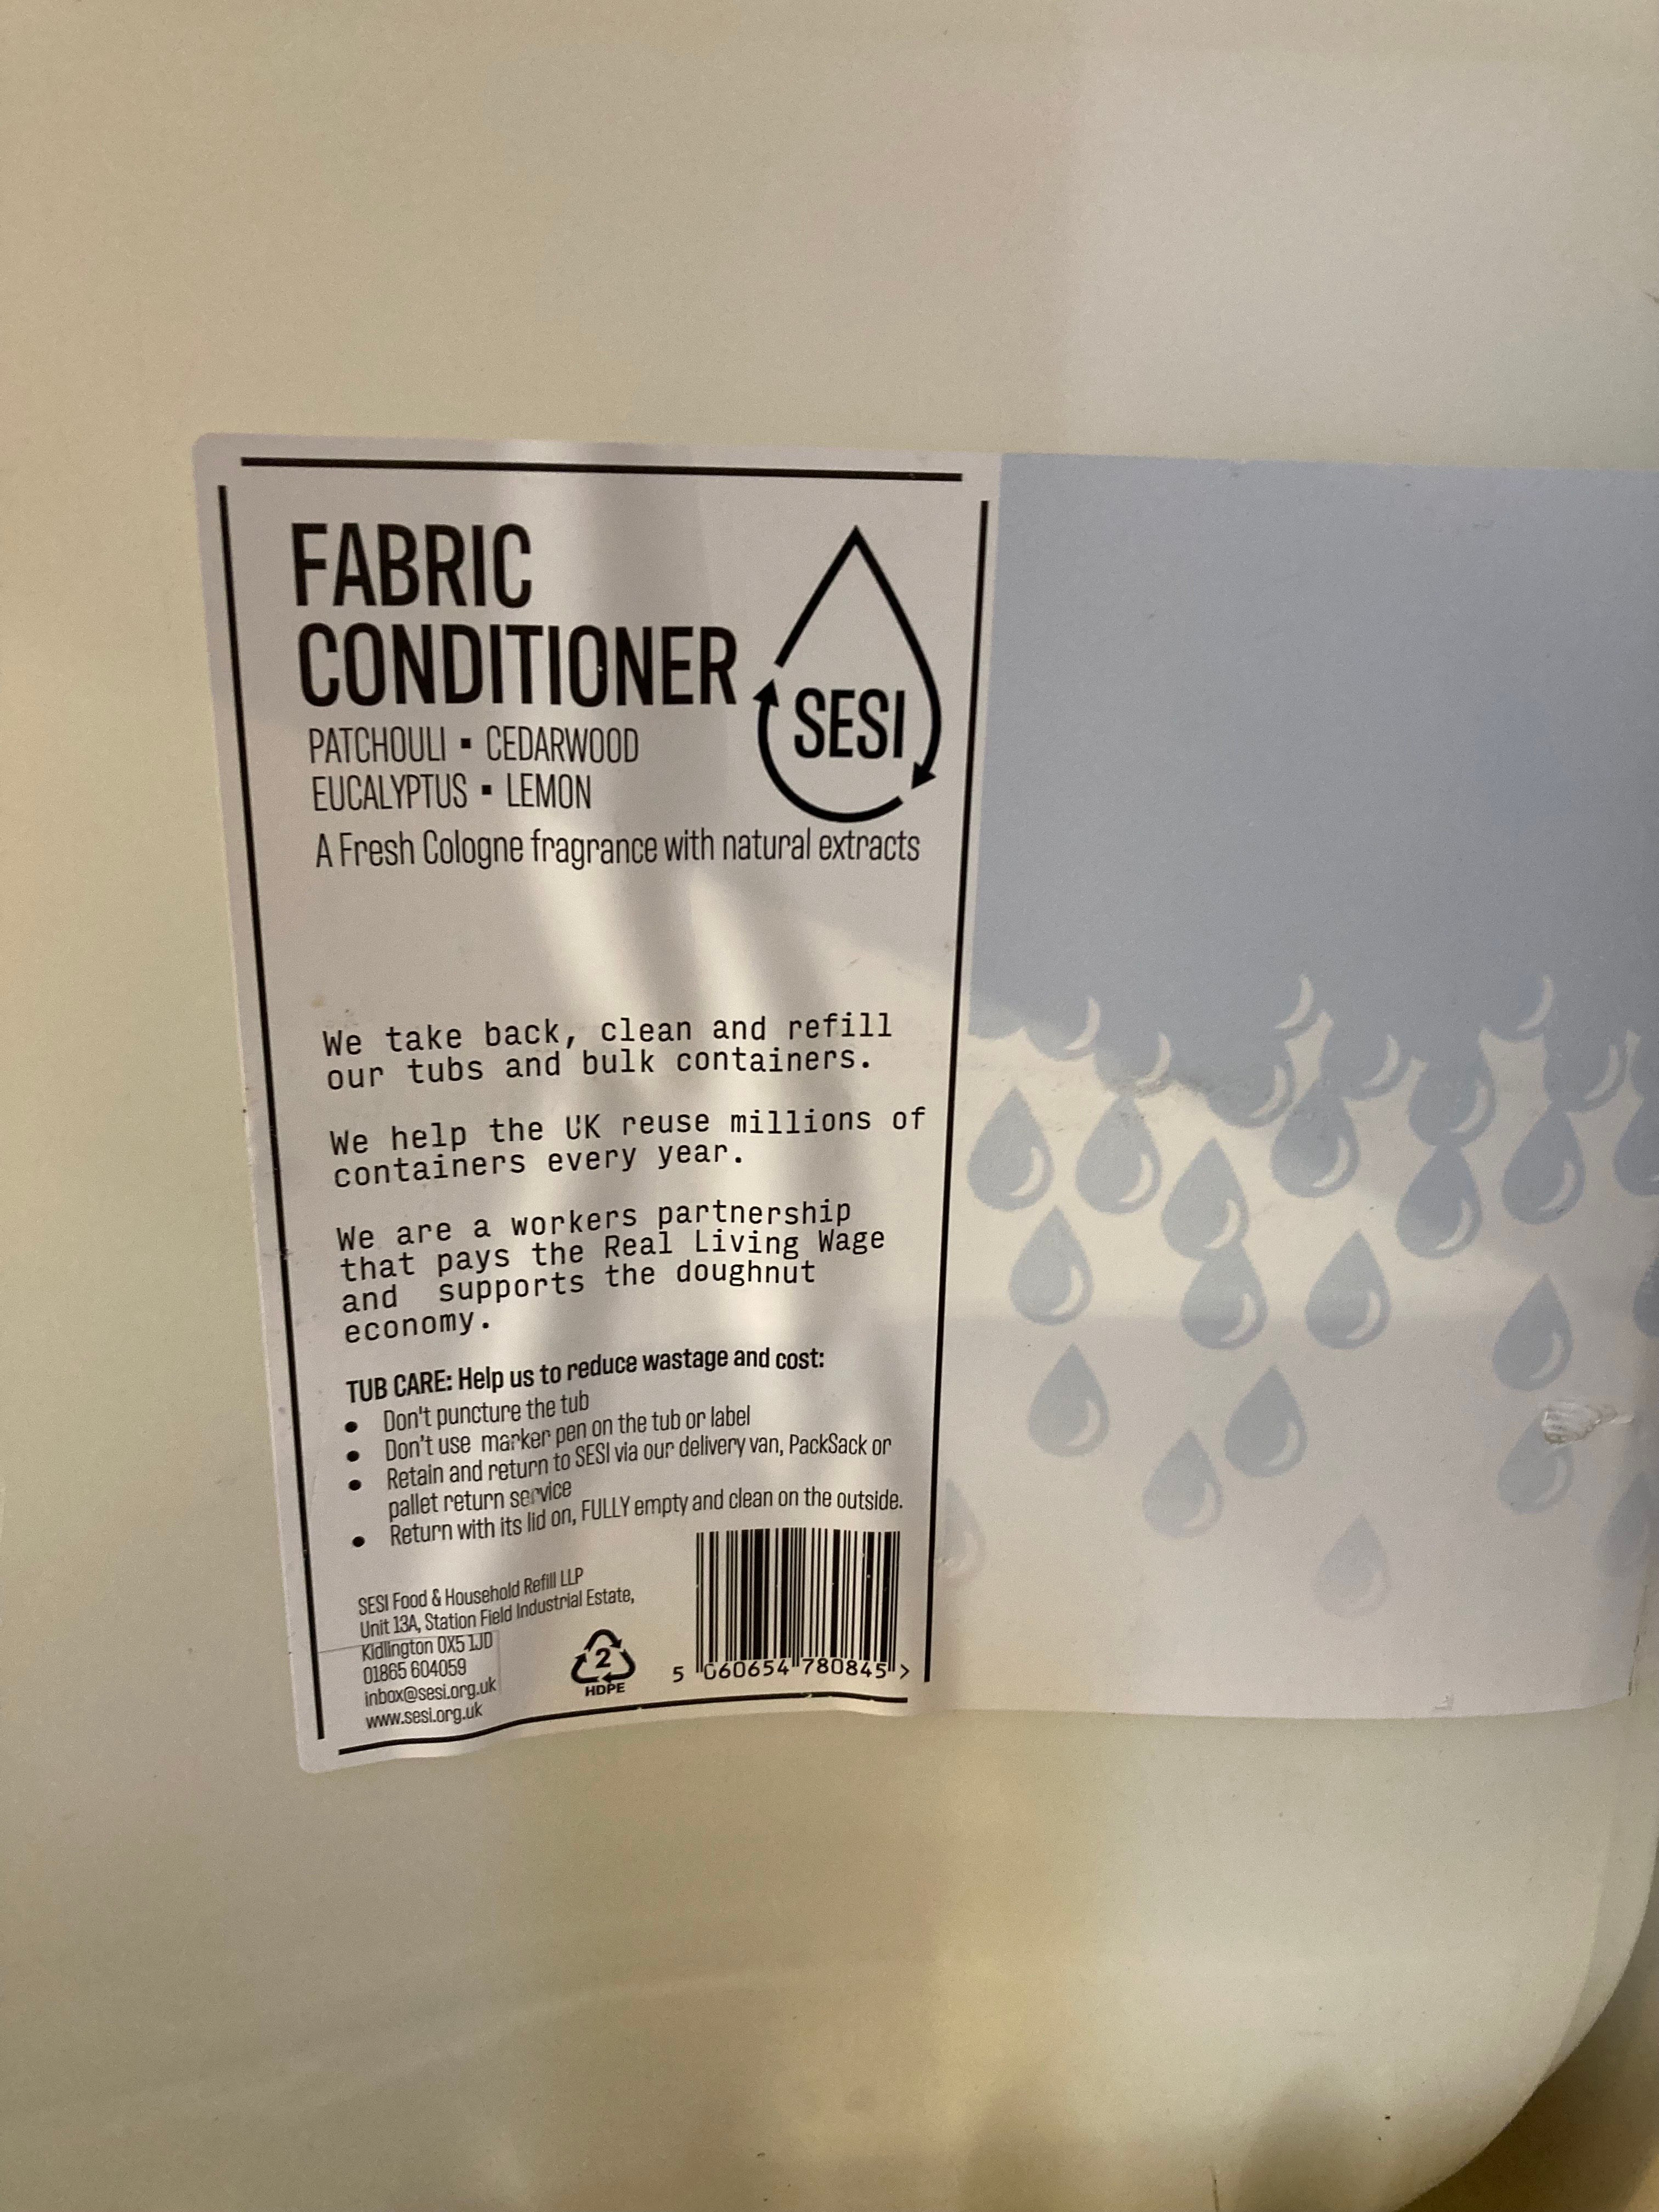 FABRIC
CONDITIONER
PATCHOULI ▪ CEDARWOOD
EUCALYPTUS ▪ LEMON
A Fresh Cologne fragrance with natural extracts
SESI
We take back, clean and refill
our tubs and bulk containers.
We help the UK reuse millions of
containers every year.
We are a workers partnership
that pays the Real Living Wage
and supports the doughnut
economy.
TUB CARE: Help us to reduce wastage and cost:
• Don't puncture the tub
• Don't use marker pen on the tub or label
• Retain and return to SESI via our delivery van, PackSack or
pallet return service
• Return with its lid on, FULLY empty and clean on the outside.
SESI Food & Household Refill LLP
Unit 13A, Station Field Industrial Estate,
Kidlington OX5 1JD
01865 604059
inbox@sesi.org.uk
www.sesi.org.uk
2
HDPE
5 060654 780845 >